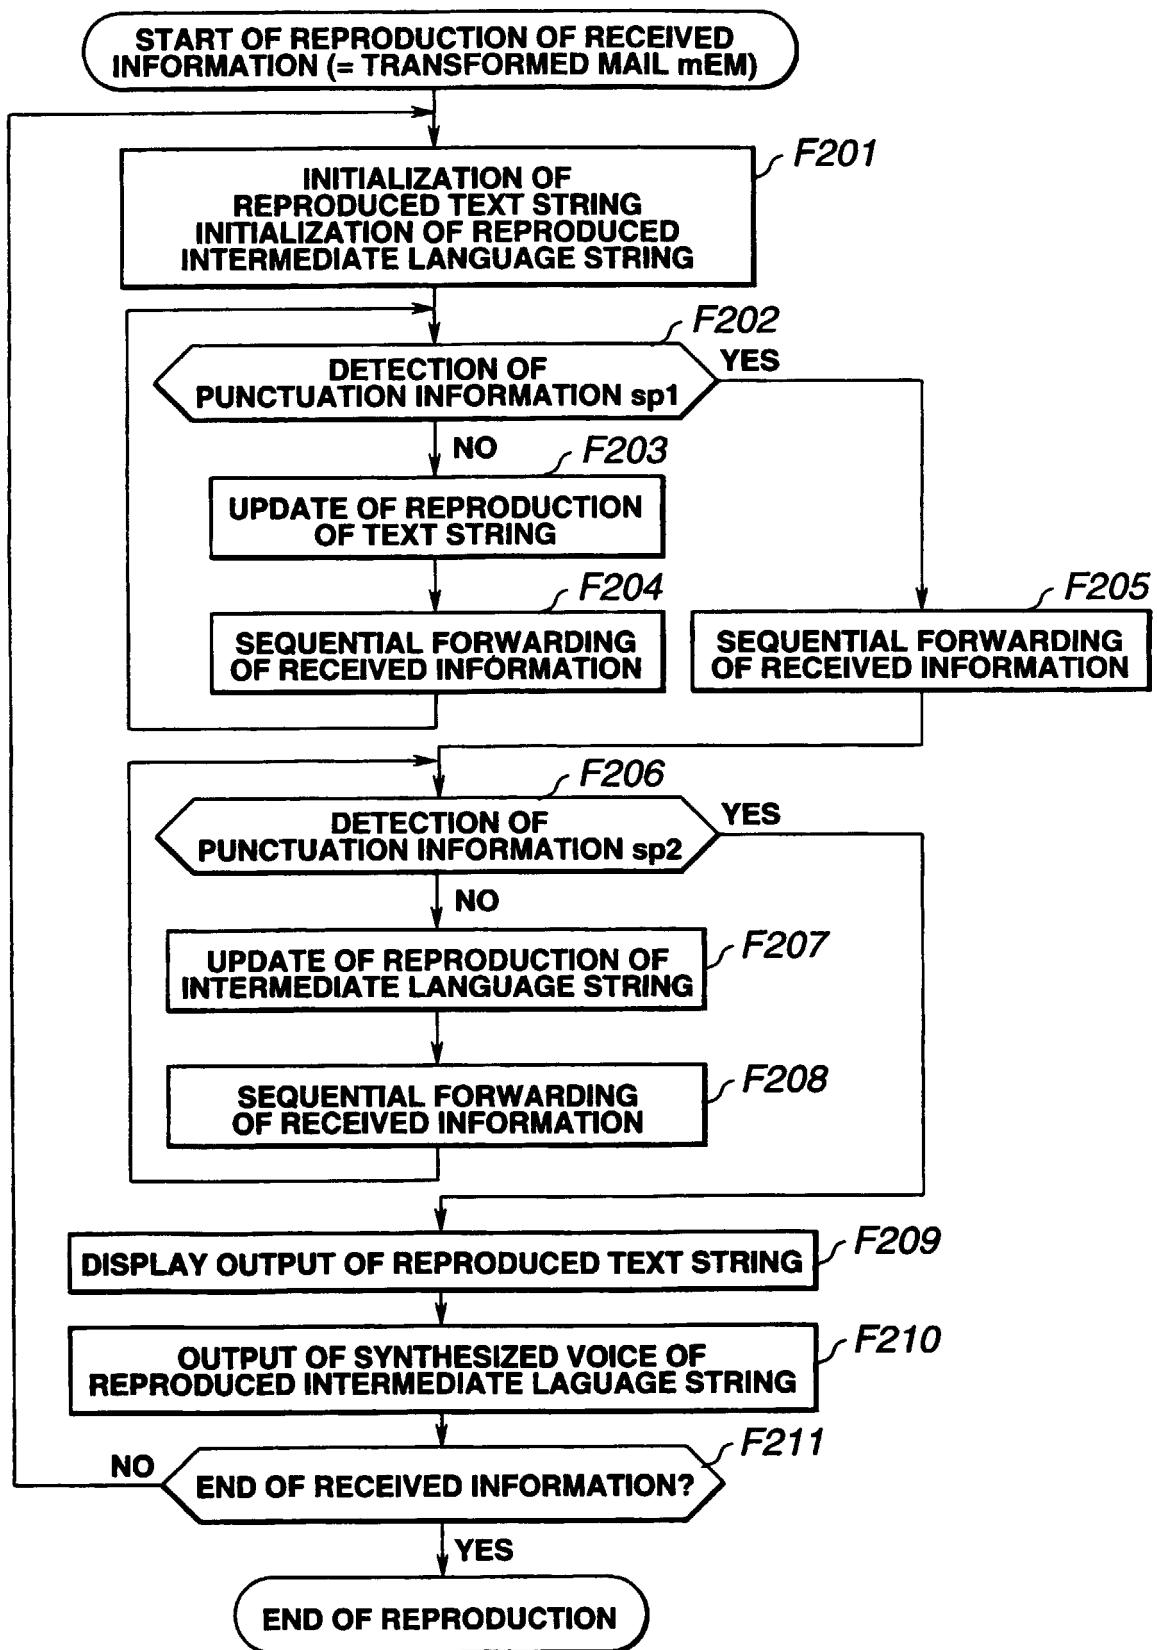 START OF REPRODUCTION OF RECEIVED
INFORMATION (= TRANSFORMED MAIL mEM)
F201
INITIALIZATION OF
REPRODUCED TEXT STRING
INITIALIZATION OF REPRODUCED
INTERMEDIATE LANGUAGE STRING
F202
DETECTION OF
PUNCTUATION INFORMATION sp1
YES
NO
F203
UPDATE OF REPRODUCTION
OF TEXT STRING
F204
SEQUENTIAL FORWARDING
OF RECEIVED INFORMATION
F205
SEQUENTIAL FORWARDING
OF RECEIVED INFORMATION
F206
DETECTION OF
PUNCTUATION INFORMATION sp2
YES
NO
F207
UPDATE OF REPRODUCTION OF
INTERMEDIATE LANGUAGE STRING
F208
SEQUENTIAL FORWARDING
OF RECEIVED INFORMATION
F209
DISPLAY OUTPUT OF REPRODUCED TEXT STRING
F210
OUTPUT OF SYNTHESIZED VOICE OF
REPRODUCED INTERMEDIATE LAGUAGE STRING
F211
NO
END OF RECEIVED INFORMATION?
YES
END OF REPRODUCTION